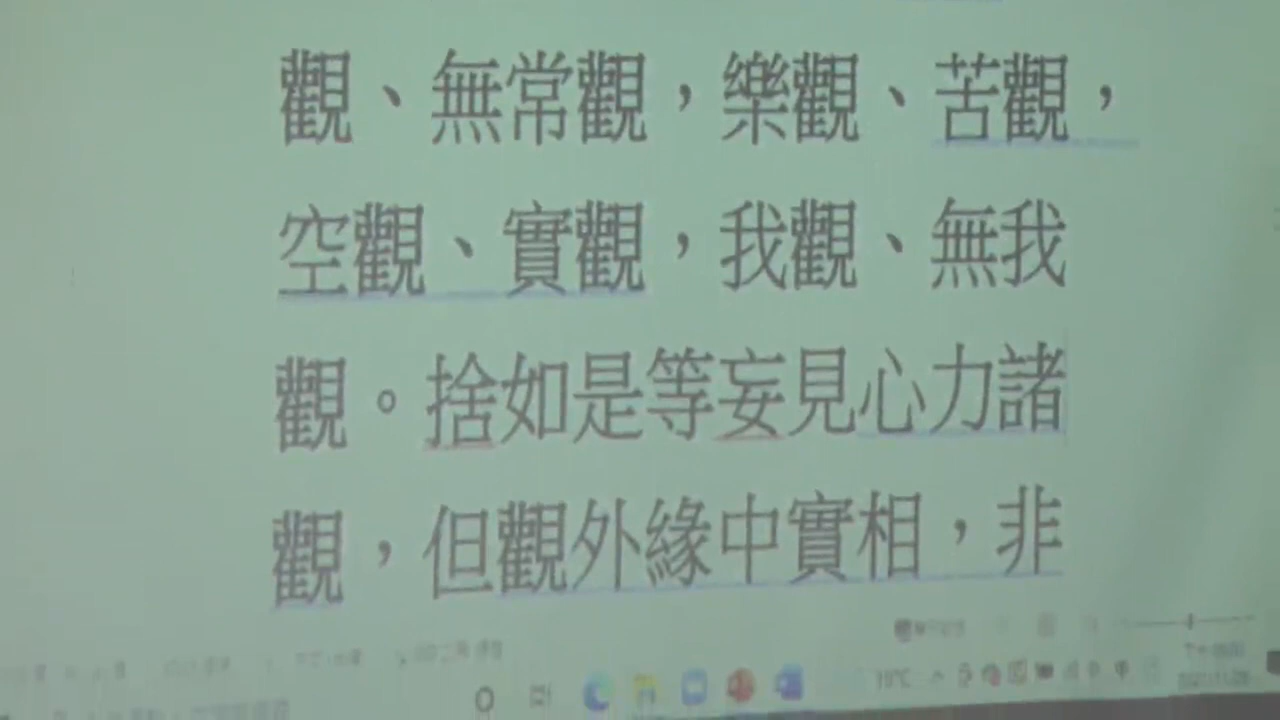 觀、無常觀，樂觀、苦觀，
空觀、實觀，我觀、無我
觀。捨如是等妄見心力諸
觀，但觀外緣中實相，非
19°C